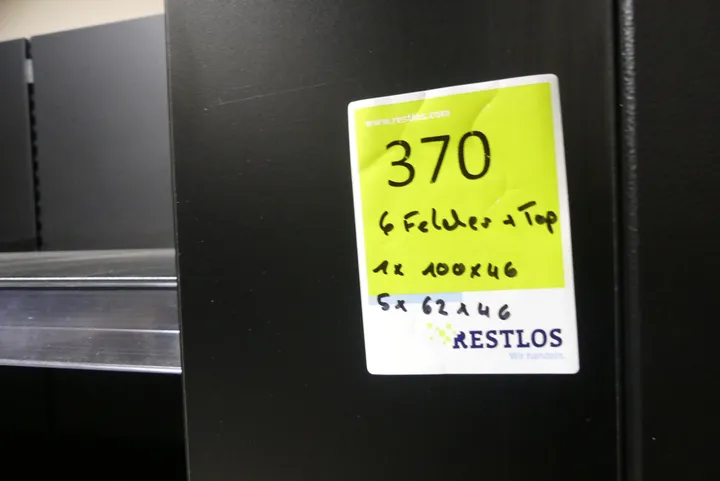 www.restlos.com
370
6 Felder + Top
1x 100x46
5x 62x46
RESTLOS
Wir handeln.